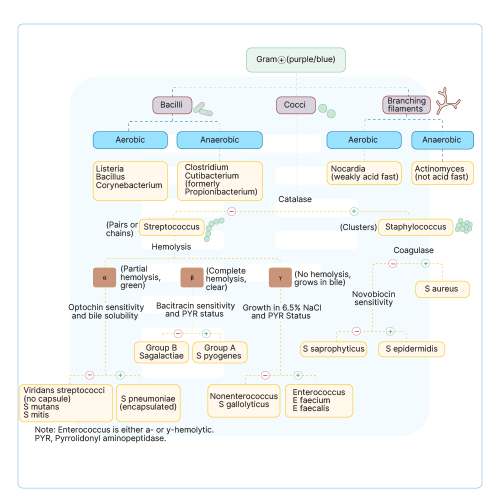 Gram + (purple/blue)
Bacilli
Cocci
Branching
filaments
Aerobic
Anaerobic
Aerobic
Anaerobic
Listeria
Bacillus
Corynebacterium
Clostridium
Cutibacterium
(formerly
Propionibacterium)
Nocardia
(weakly acid fast)
Actinomyces
(not acid fast)
Catalase
−
+
(Pairs or
chains)
Streptococcus
(Clusters)
Staphylococcus
Hemolysis
Coagulase
−
+
α
(Partial
hemolysis,
green)
β
(Complete
hemolysis,
clear)
γ
(No hemolysis,
grows in bile)
S aureus
Novobiocin
sensitivity
Optochin sensitivity
and bile solubility
Bacitracin sensitivity
and PYR status
Growth in 6.5% NaCl
and PYR Status
−
+
−
+
Group B
Sagalactiae
Group A
S pyogenes
S saprophyticus
S epidermidis
−
+
−
+
Viridans streptococci
(no capsule)
S mutans
S mitis
S pneumoniae
(encapsulated)
Nonenterococcus
S gallolyticus
Enterococcus
E faecium
E faecalis
Note: Enterococcus is either a- or y-hemolytic.
PYR, Pyrrolidonyl aminopeptidase.